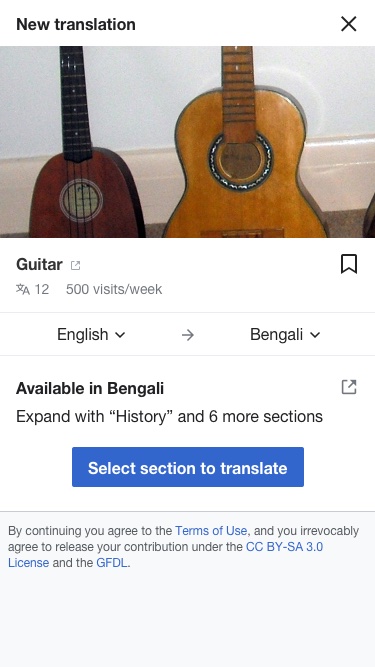 New translation
Guitar
12 500 visits/week
English Bengali
Available in Bengali
Expand with “History” and 6 more sections
Select section to translate
By continuing you agree to the Terms of Use, and you irrevocably
agree to release your contribution under the CC BY-SA 3.0
License and the GFDL.